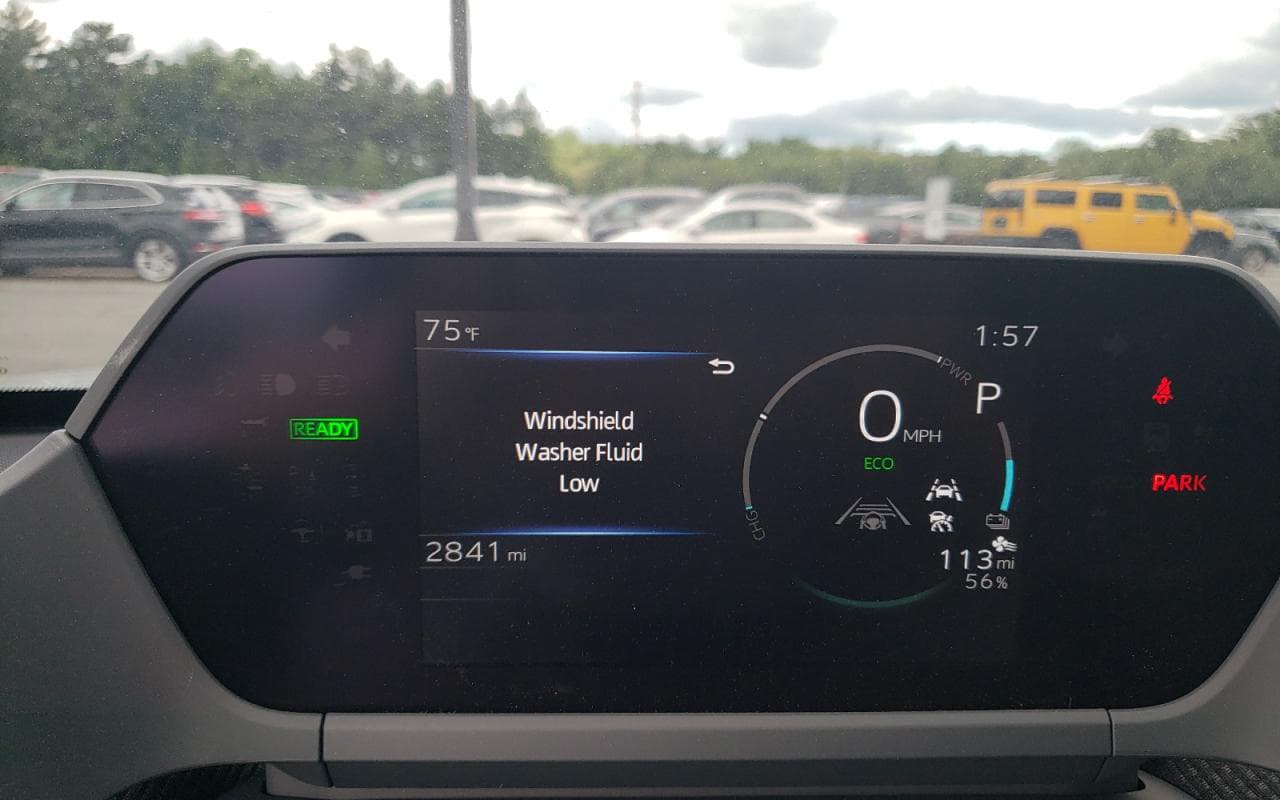 75°F
1:57
PWR
P
Windshield
Washer Fluid
Low
READY
0 MPH
ECO
CHG
PARK
2841 mi
113 mi
56%